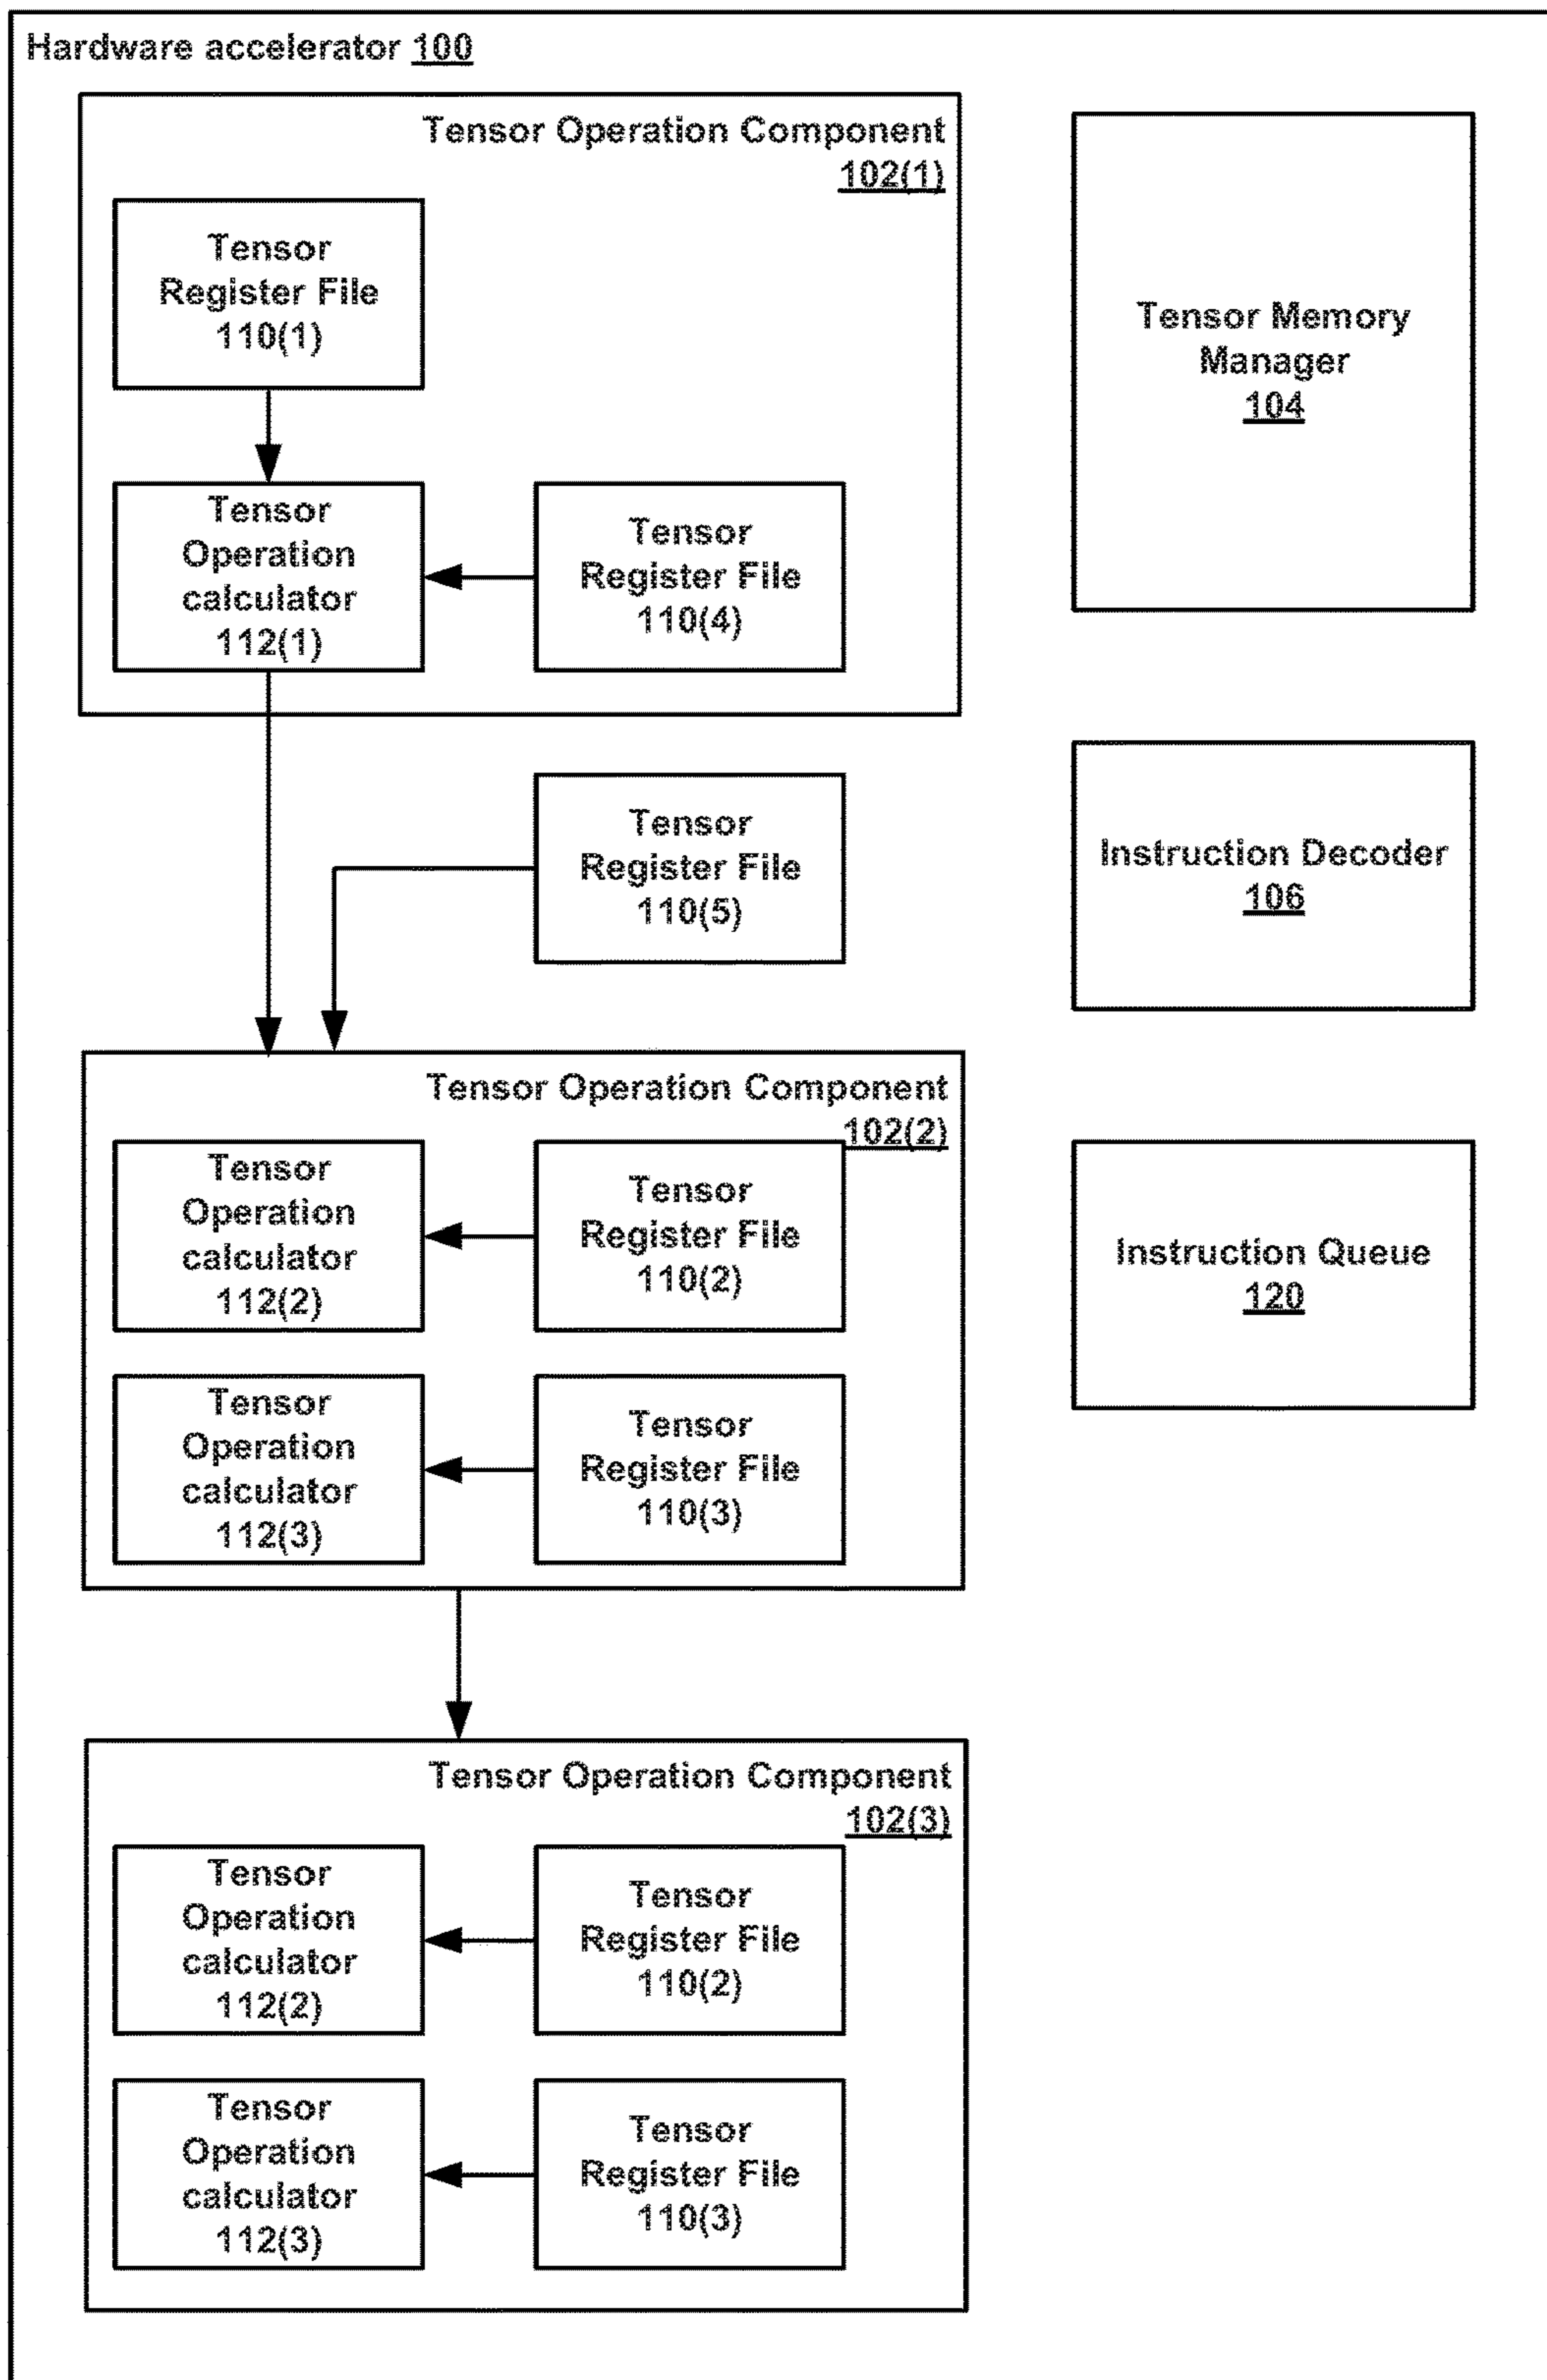 Hardware accelerator 100
Tensor Operation Component
102(1)
Tensor
Register File
110(1)
Tensor
Operation
calculator
112(1)
Tensor
Register File
110(4)
Tensor Memory
Manager
104
Tensor
Register File
110(5)
Instruction Decoder
106
Tensor Operation Component
102(2)
Tensor
Operation
calculator
112(2)
Tensor
Register File
110(2)
Tensor
Operation
calculator
112(3)
Tensor
Register File
110(3)
Instruction Queue
120
Tensor Operation Component
102(3)
Tensor
Operation
calculator
112(2)
Tensor
Register File
110(2)
Tensor
Operation
calculator
112(3)
Tensor
Register File
110(3)